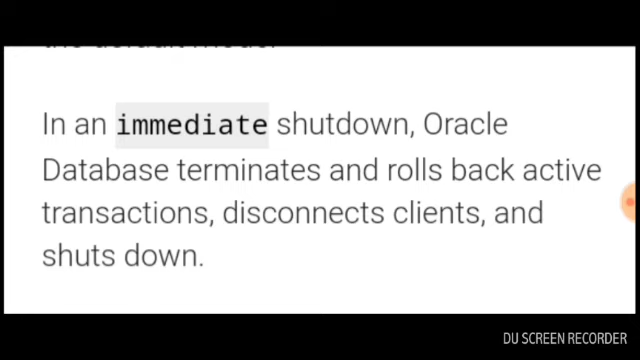 In an immediate shutdown, Oracle
Database terminates and rolls back active
transactions, disconnects clients, and
shuts down.
DU SCREEN RECORDER